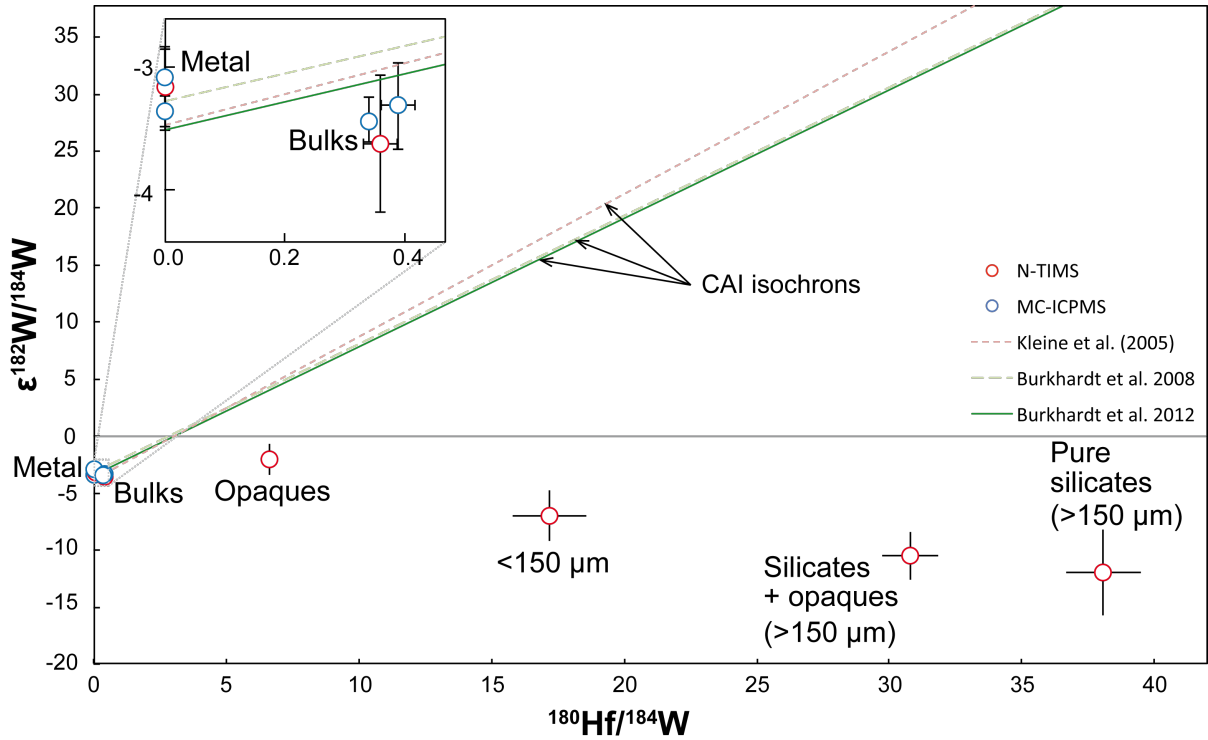 35
30
25
20
15
10
5
0
-5
-10
-15
-20
ε¹⁸²W/¹⁸⁴W
-3
-4
Metal
Bulks
0.0
0.2
0.4
CAI isochrons
N-TIMS
MC-ICPMS
Kleine et al. (2005)
Burkhardt et al. 2008
Burkhardt et al. 2012
Metal
Bulks
Opaques
<150 µm
Silicates
+ opaques
(>150 µm)
Pure
silicates
(>150 µm)
0
5
10
15
20
25
30
35
40
¹⁸⁰Hf/¹⁸⁴W